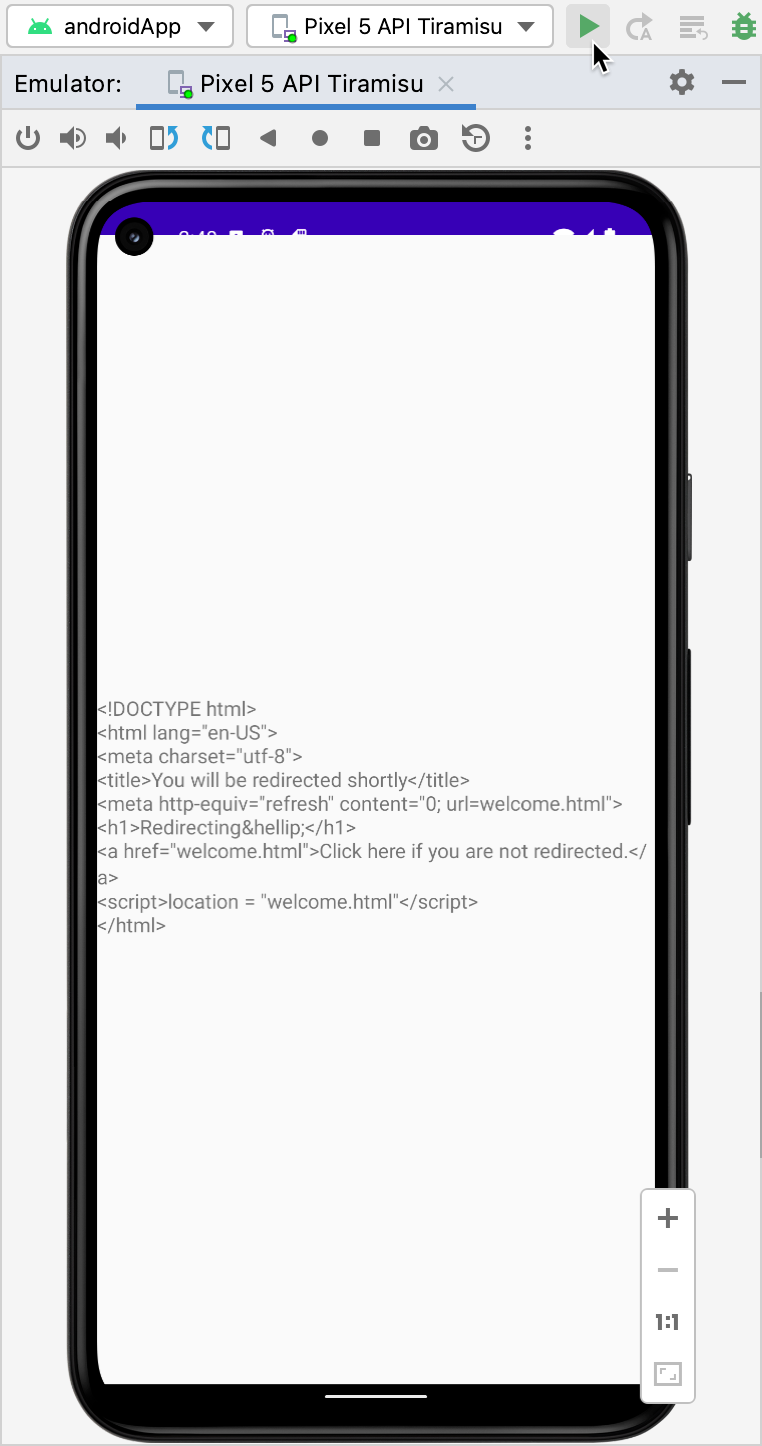 androidApp
Pixel 5 API Tiramisu
Emulator:
Pixel 5 API Tiramisu
<!DOCTYPE html>
<html lang="en-US">
<meta charset="utf-8">
<title>You will be redirected shortly</title>
<meta http-equiv="refresh" content="0; url=welcome.html">
<h1>Redirecting&hellip;</h1>
<a href="welcome.html">Click here if you are not redirected.</
a>
<script>location = "welcome.html"</script>
</html>
1:1